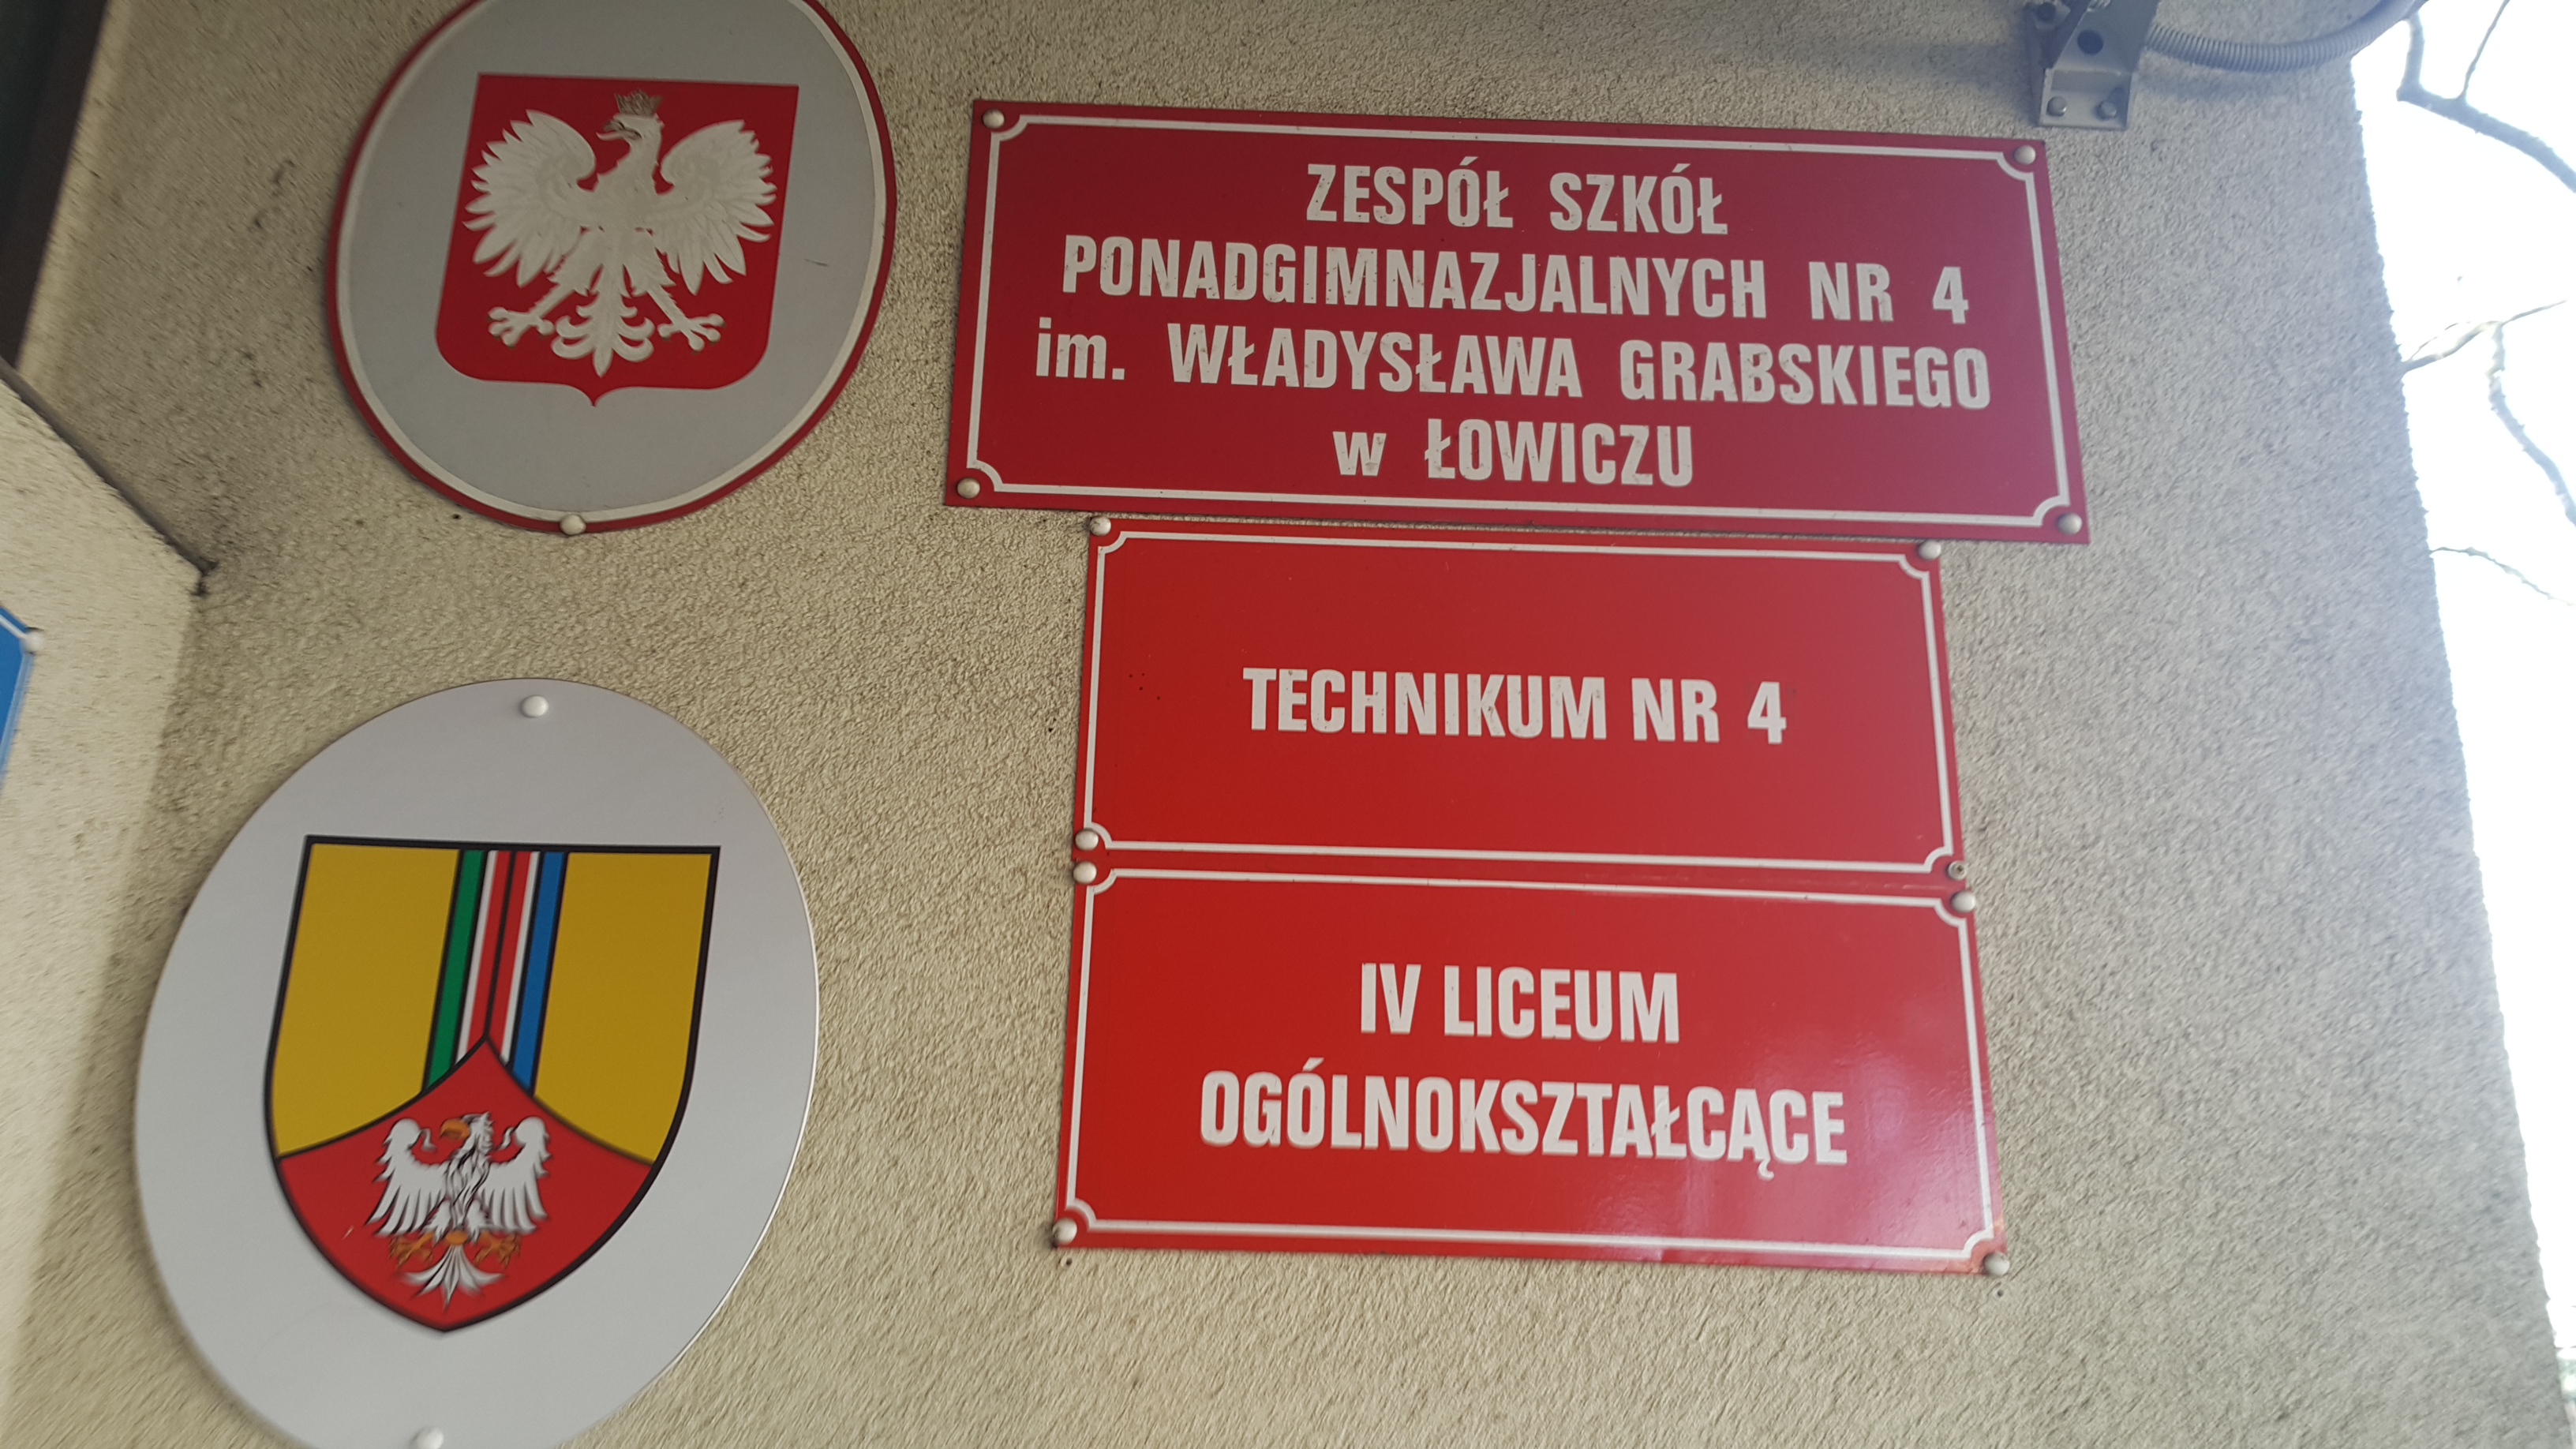 ZESPÓŁ SZKÓŁ
PONADGIMNAZJALNYCH NR 4
im. WŁADYSŁAWA GRABSKIEGO
w ŁOWICZU
TECHNIKUM NR 4
IV LICEUM
OGÓLNOKSZTAŁCĄCE